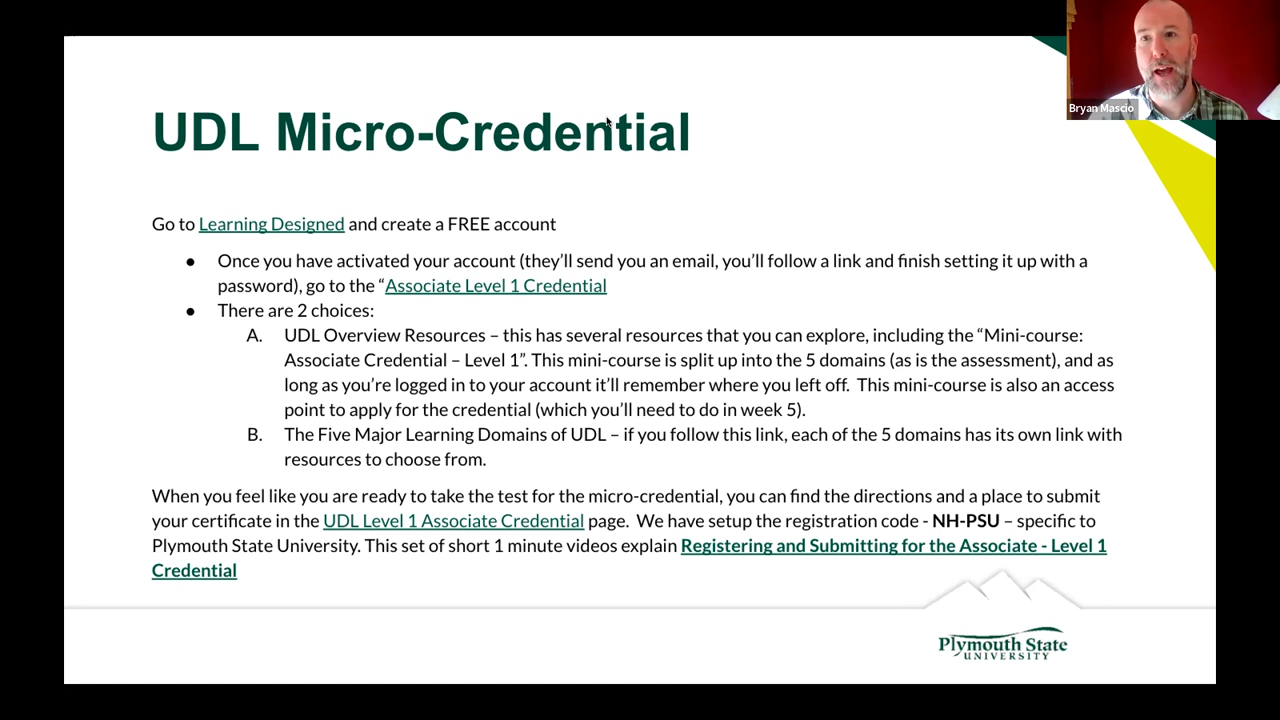 Bryan Mascio
UDL Micro-Credential
Go to Learning Designed and create a FREE account
● Once you have activated your account (they’ll send you an email, you’ll follow a link and finish setting it up with a
password), go to the “Associate Level 1 Credential
● There are 2 choices:
A. UDL Overview Resources – this has several resources that you can explore, including the “Mini-course:
Associate Credential – Level 1”. This mini-course is split up into the 5 domains (as is the assessment), and as
long as you’re logged in to your account it’ll remember where you left off.  This mini-course is also an access
point to apply for the credential (which you’ll need to do in week 5).
B. The Five Major Learning Domains of UDL – if you follow this link, each of the 5 domains has its own link with
resources to choose from.
When you feel like you are ready to take the test for the micro-credential, you can find the directions and a place to submit
your certificate in the UDL Level 1 Associate Credential page.  We have setup the registration code - NH-PSU – specific to
Plymouth State University. This set of short 1 minute videos explain Registering and Submitting for the Associate - Level 1
Credential
Plymouth State
UNIVERSITY